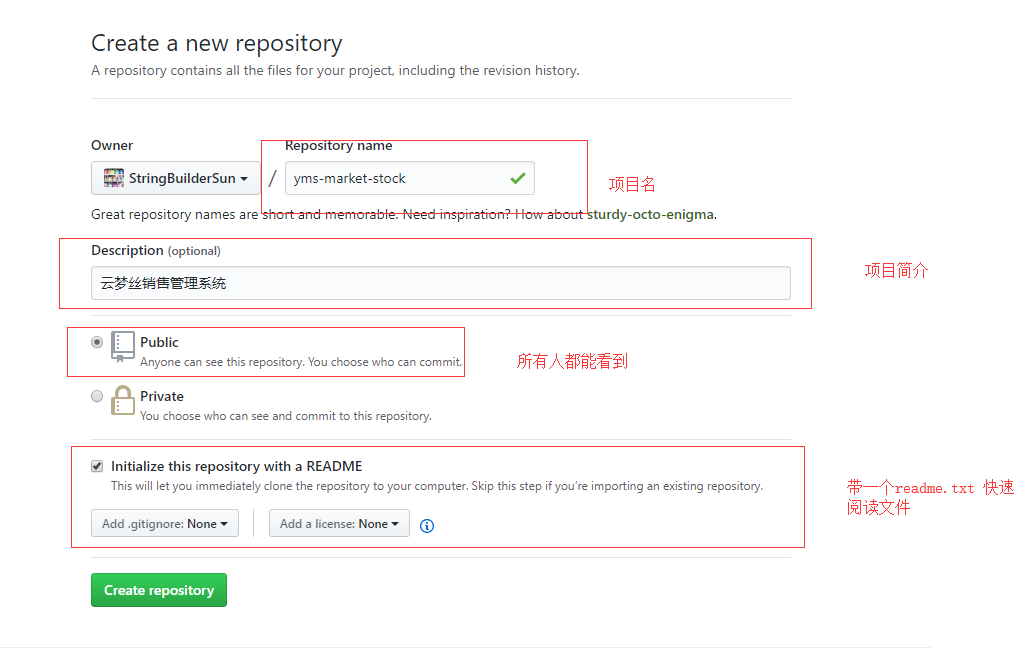 Create a new repository
A repository contains all the files for your project, including the revision history.
Owner
Repository name
StringBuilderSun
/
yms-market-stock
项目名
Great repository names are short and memorable. Need inspiration? How about sturdy-octo-enigma.
Description (optional)
云梦丝销售管理系统
项目简介
Public
Anyone can see this repository. You choose who can commit.
所有人都能看到
Private
You choose who can see and commit to this repository.
Initialize this repository with a README
This will let you immediately clone the repository to your computer. Skip this step if you’re importing an existing repository.
带一个readme.txt 快速
阅读文件
Add .gitignore: None
Add a license: None
Create repository